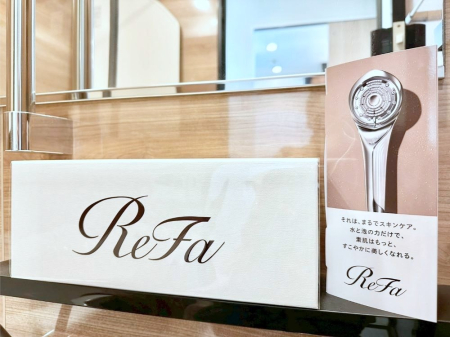 ReFa
それは、まるでスキンケア。
水と泡の力だけで、
素肌はもっと、
すこやかに美しくなれる。
ReFa